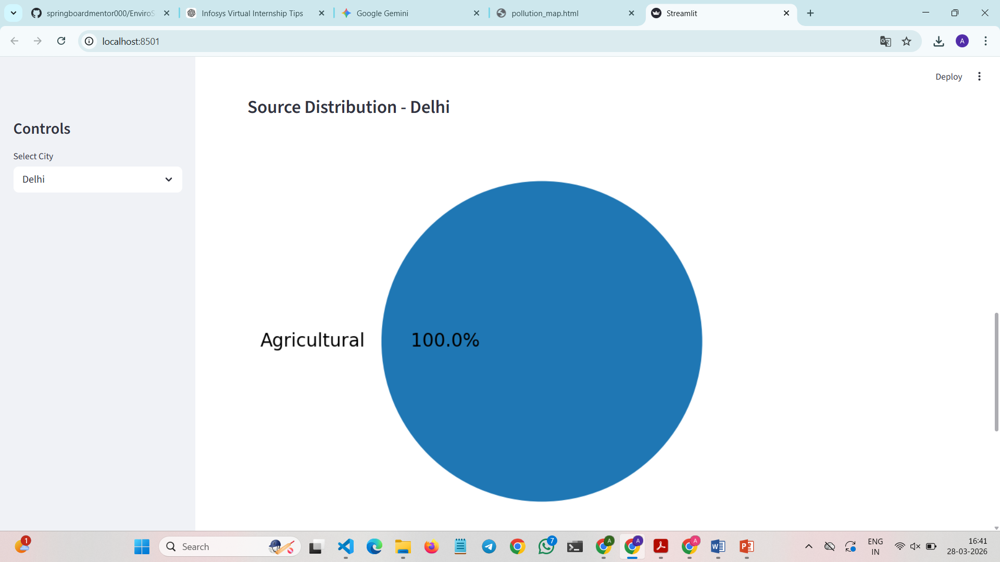 springboardmentor000/EnviroS
Infosys Virtual Internship Tips
Google Gemini
pollution_map.html
Streamlit
localhost:8501
A
Deploy
Source Distribution - Delhi
Controls
Select City
Delhi
Agricultural
100.0%
1
Search
7
A
A
A
ENG
IN
16:41
28-03-2026